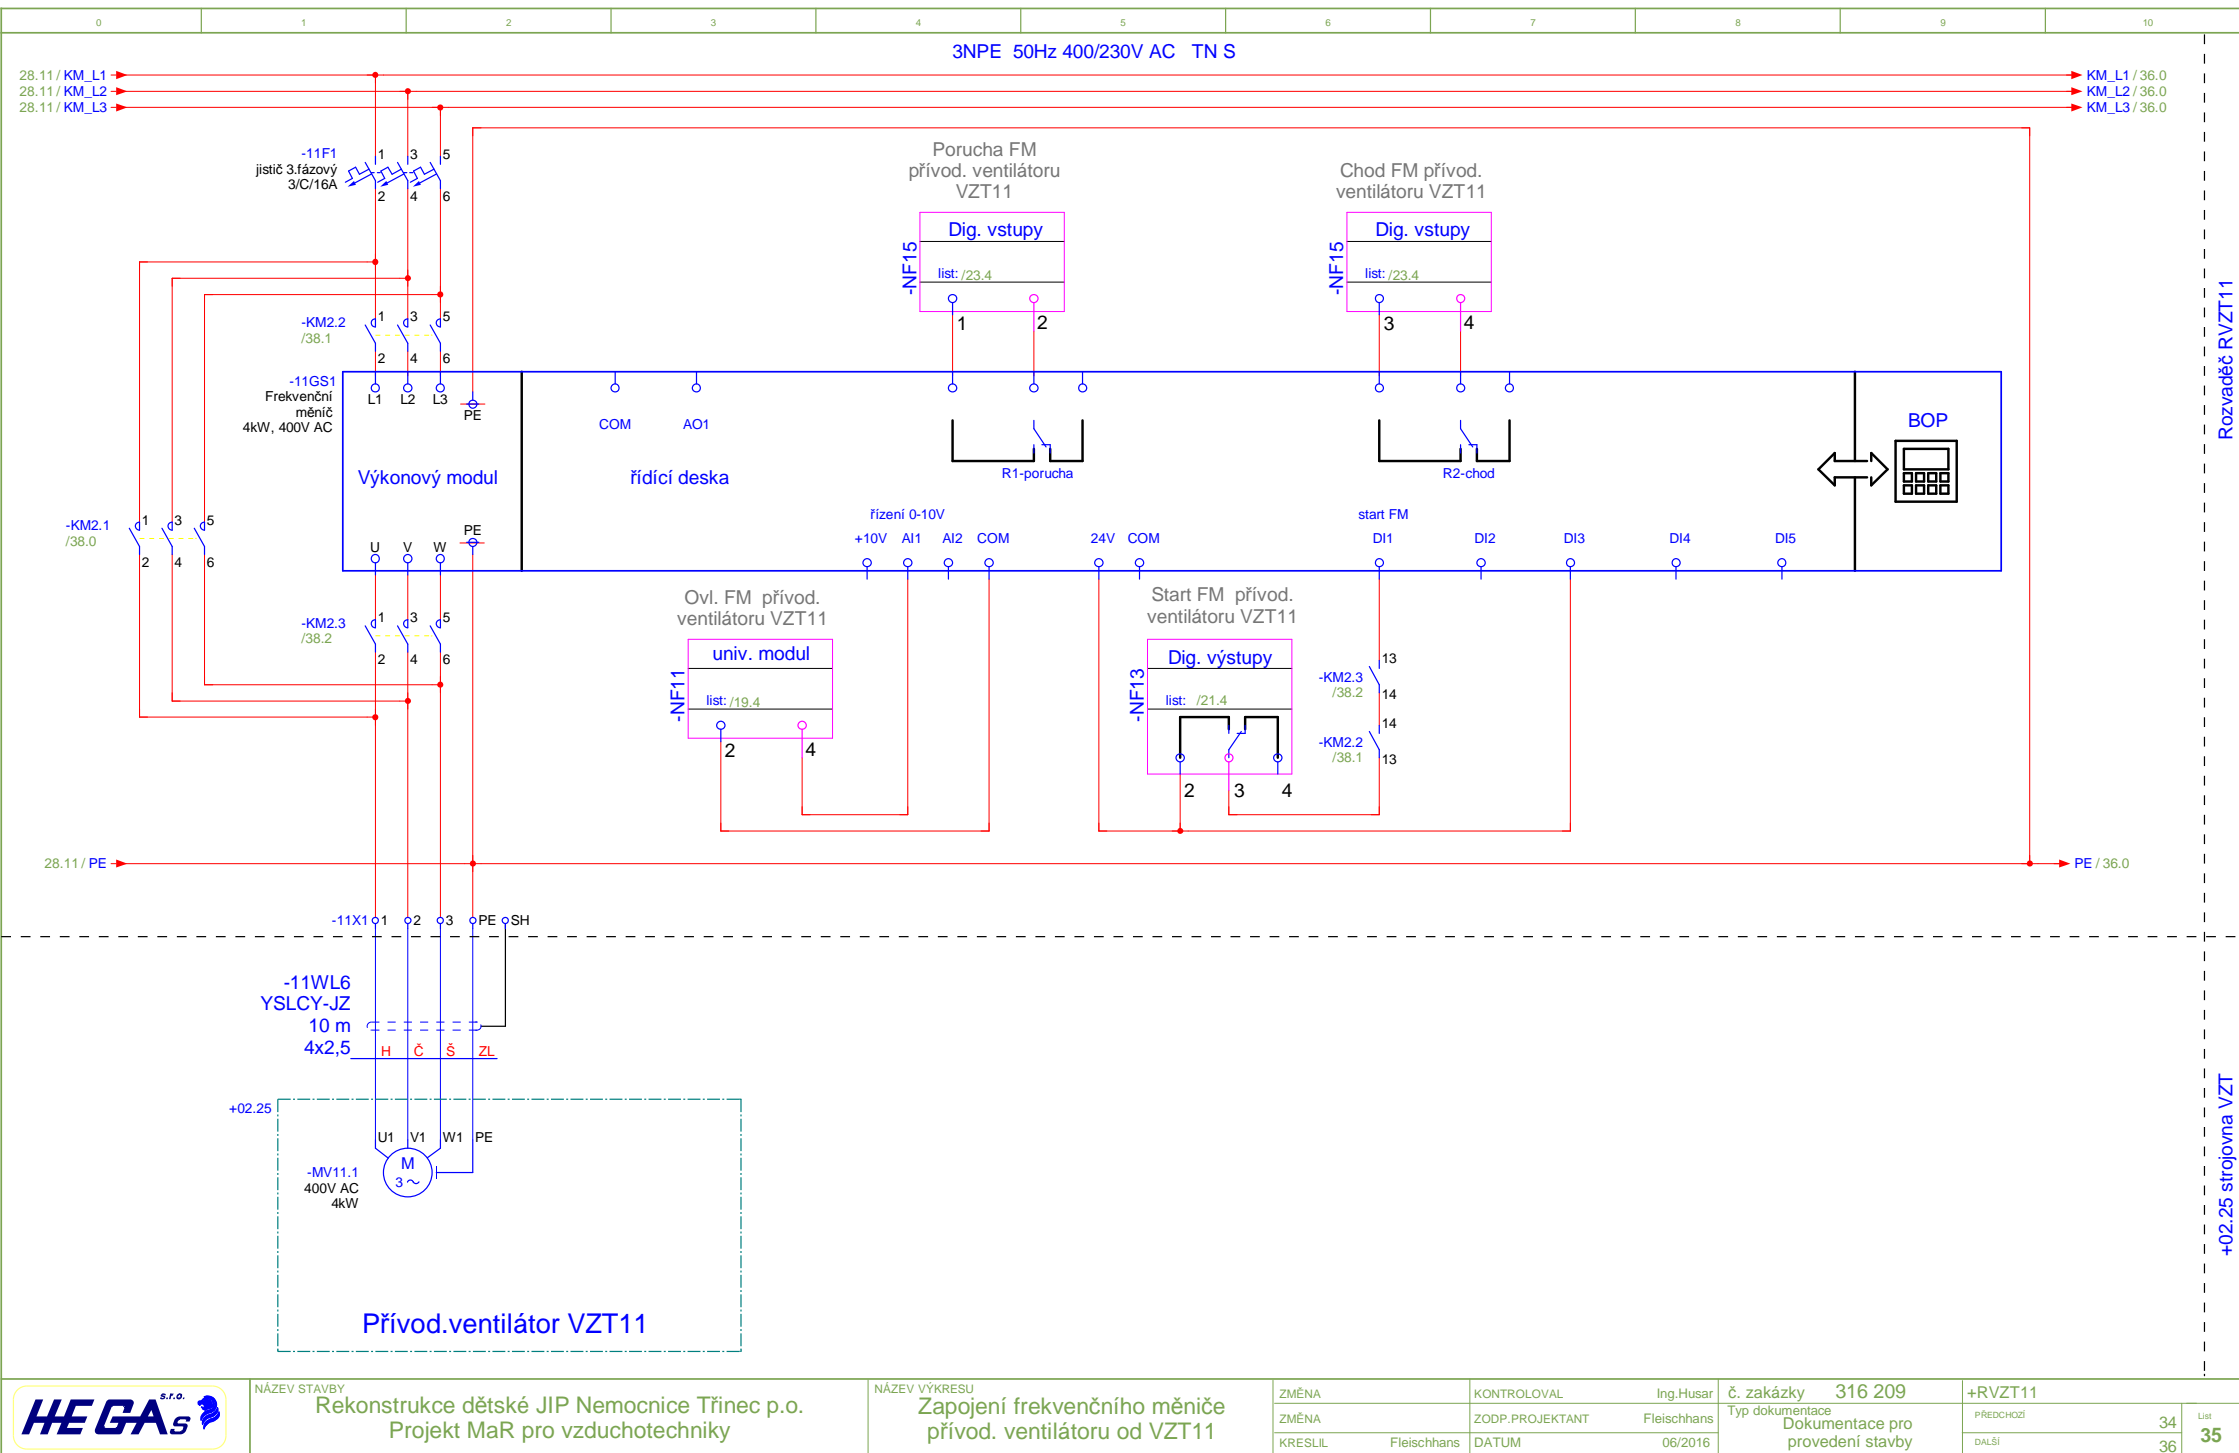 0 1 2 3 4 5 6 7 8 9 10
3NPE 50Hz 400/230V AC TN S
28.11 / KM_L1
28.11 / KM_L2
28.11 / KM_L3
KM_L1 / 36.0
KM_L2 / 36.0
KM_L3 / 36.0
-11F1
jistič 3.fázový
3/C/16A
1 3 5
2 4 6
Porucha FM
přívod. ventilátoru
VZT11
Dig. vstupy
-NF15
list: /23.4
1 2
Chod FM přívod.
ventilátoru VZT11
Dig. vstupy
-NF15
list: /23.4
3 4
Rozvaděč RVZT11
-KM2.2
/38.1
1 3 5
2 4 6
-11GS1
Frekvenční
měnič
4kW, 400V AC
L1 L2 L3 PE
Výkonový modul
PE
U V W
COM AO1
řídící deska
R1-porucha
R2-chod
BOP
řízení 0-10V
+10V AI1 AI2 COM
24V COM
start FM
DI1 DI2 DI3 DI4 DI5
-KM2.1
/38.0
1 3 5
2 4 6
-KM2.3
/38.2
1 3 5
2 4 6
Ovl. FM přívod.
ventilátoru VZT11
univ. modul
-NF11
list: /19.4
2 4
Start FM přívod.
ventilátoru VZT11
Dig. výstupy
-NF13
list: /21.4
2 3 4
-KM2.3
/38.2
13
14
-KM2.2
/38.1
14
13
28.11 / PE
PE / 36.0
-11X1 1 2 3 PE SH
-11WL6
YSLCY-JZ
10 m
4x2,5
H Č Š ZL
+02.25
U1 V1 W1 PE
-MV11.1
400V AC
4kW
M
3 ~
Přívod.ventilátor VZT11
+02.25 strojovna VZT
HEGAs s.r.o.
NÁZEV STAVBY
Rekonstrukce dětské JIP Nemocnice Třinec p.o.
Projekt MaR pro vzduchotechniky
NÁZEV VÝKRESU
Zapojení frekvenčního měniče
přívod. ventilátoru od VZT11
ZMĚNA
ZMĚNA
KRESLIL Fleischhans
KONTROLOVAL Ing.Husar
ZODP.PROJEKTANT Fleischhans
DATUM 06/2016
č. zakázky 316 209
Typ dokumentace
Dokumentace pro
provedení stavby
+RVZT11
PŘEDCHOZÍ 34
DALŠÍ 36
List
35